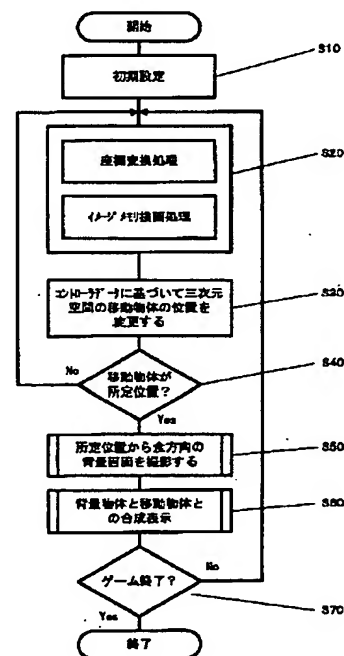 開始
S10
初期設定
座標変換処理
S20
イメージメモリ描画処理
コントローラデータに基づいて三次元
空間の移動物体の位置を
変更する
S30
No
移動物体が
所定位置?
S40
Yes
所定位置から全方向の
背景画面を撮影する
S50
背景物体と移動物体と
の合成表示
S60
ゲーム終了?
No
S70
Yes
終了